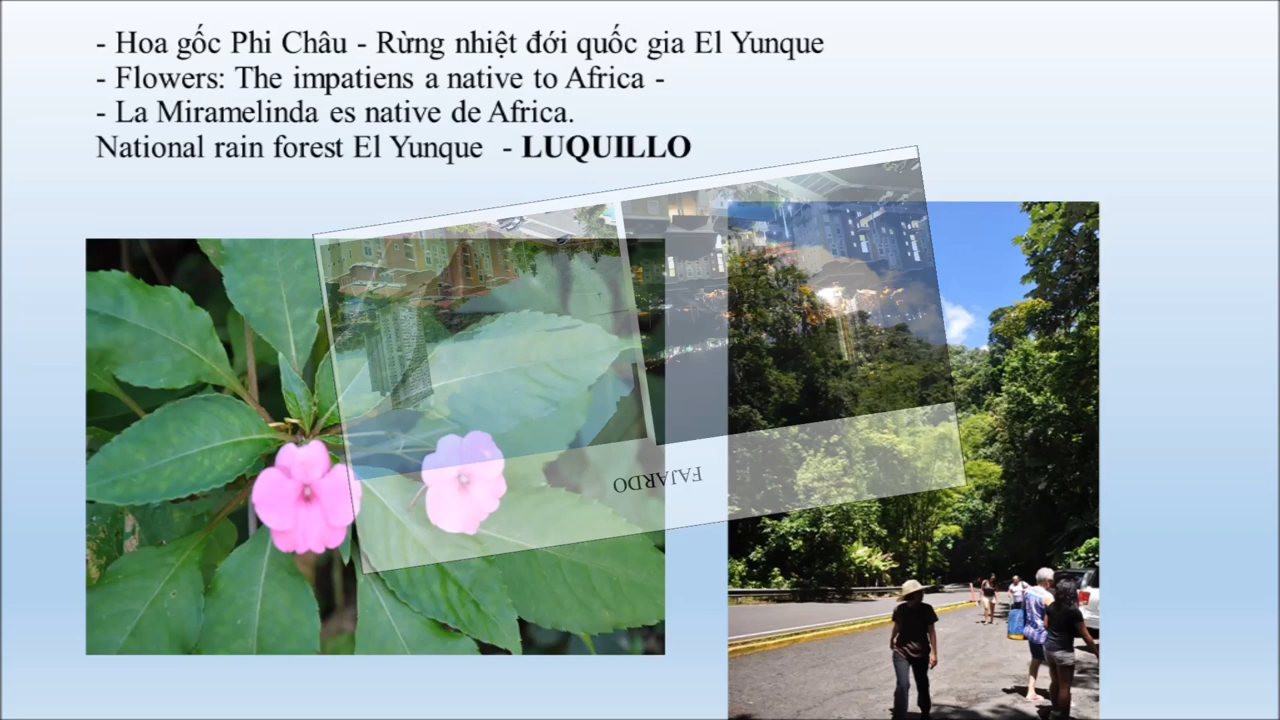 - Hoa gốc Phi Châu - Rừng nhiệt đới quốc gia El Yunque
- Flowers: The impatiens a native to Africa -
- La Miramelinda es native de Africa.
National rain forest El Yunque - LUQUILLO
FAJARDO